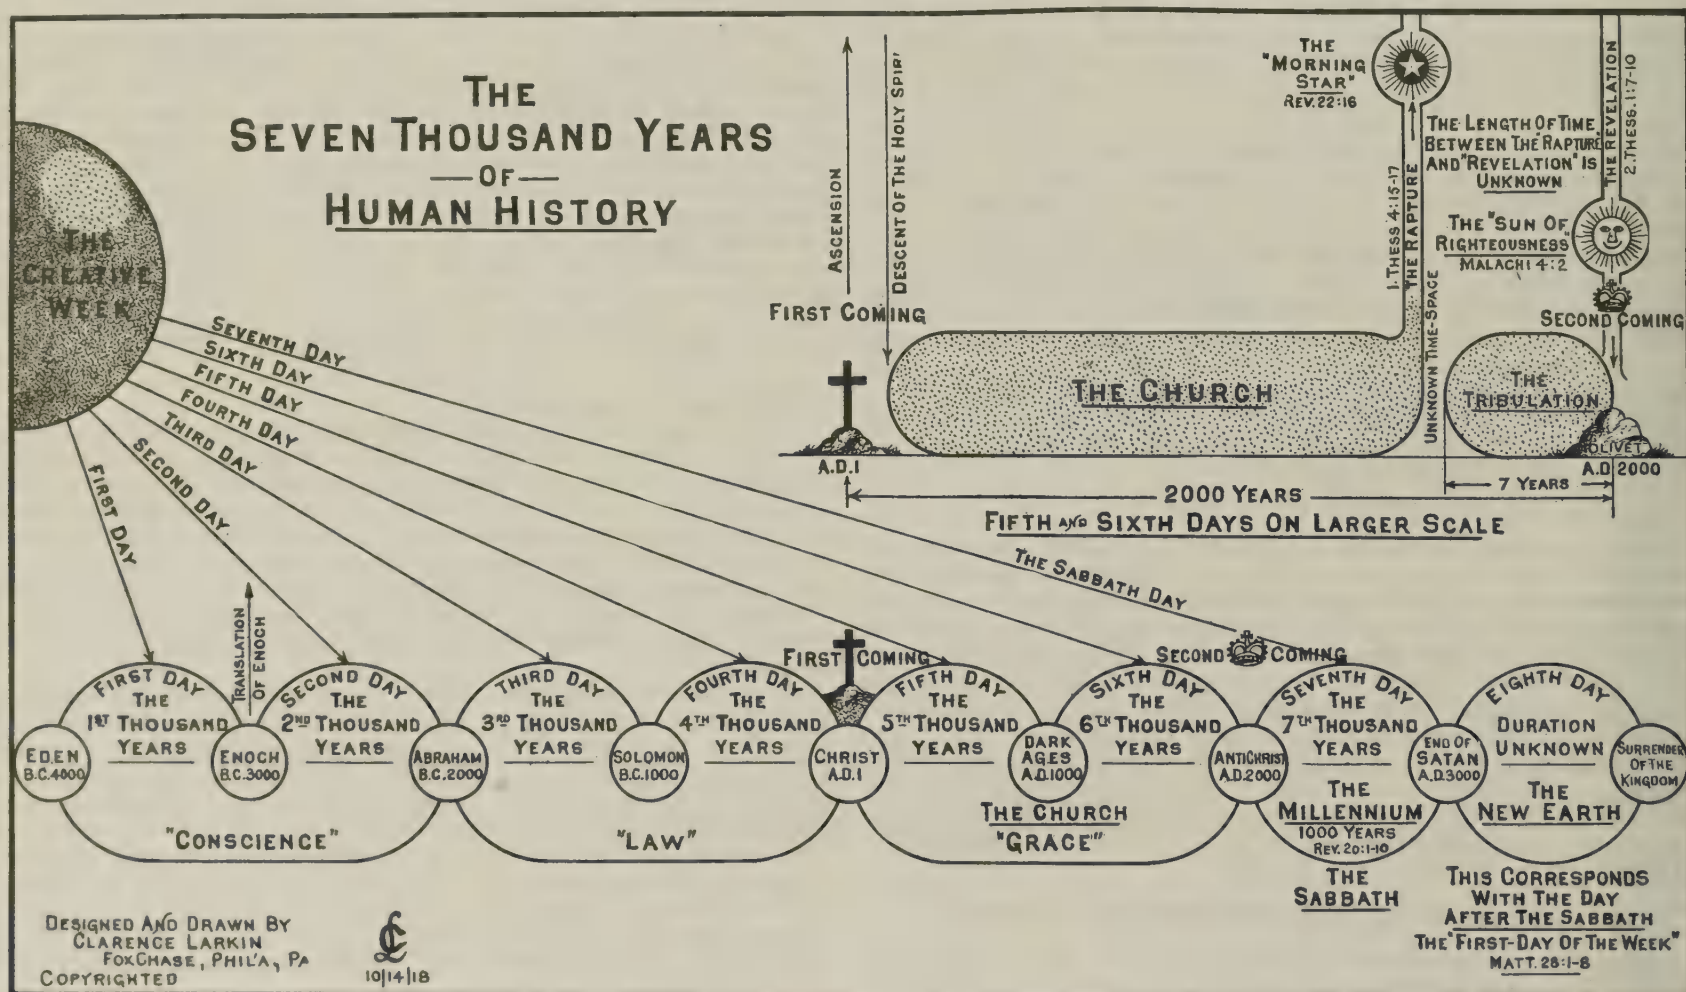 THE
SEVEN THOUSAND YEARS
OF
HUMAN HISTORY
THE
CREATIVE
WEEK
SEVENTH DAY
SIXTH DAY
FIFTH DAY
FOURTH DAY
THIRD DAY
SECOND DAY
FIRST DAY
ASCENSION
DESCENT OF THE HOLY SPIRI
FIRST COMING
THE
"MORNING
STAR"
REV. 22:16
1. THESS 4:15-17
THE RAPTURE
UNKNOWN TIME-SPACE
THE LENGTH OF TIME
BETWEEN THE "RAPTURE"
AND "REVELATION" IS
UNKNOWN
THE REVELATION
2. THESS. 1:7-10
THE "SUN OF
RIGHTEOUSNESS"
MALACHI 4:2
SECOND COMING
THE CHURCH
THE
TRIBULATION
OLIVET
A.D.1
A.D.2000
7 YEARS
2000 YEARS
FIFTH AND SIXTH DAYS ON LARGER SCALE
THE SABBATH DAY
TRANSLATION
OF ENOCH
FIRST COMING
SECOND COMING
FIRST DAY
THE
1ST THOUSAND
YEARS
SECOND DAY
THE
2ND THOUSAND
YEARS
THIRD DAY
THE
3RD THOUSAND
YEARS
FOURTH DAY
THE
4TH THOUSAND
YEARS
FIFTH DAY
THE
5TH THOUSAND
YEARS
SIXTH DAY
THE
6TH THOUSAND
YEARS
SEVENTH DAY
THE
7TH THOUSAND
YEARS
EIGHTH DAY
DURATION
UNKNOWN
EDEN
B.C.4000
ENOCH
B.C.3000
ABRAHAM
B.C.2000
SOLOMON
B.C.1000
CHRIST
A.D.1
DARK
AGES
A.D.1000
ANTICHRIST
A.D.2000
END OF
SATAN
A.D.3000
SURRENDER
OF THE
KINGDOM
"CONSCIENCE"
"LAW"
THE CHURCH
"GRACE"
THE
MILLENNIUM
1000 YEARS
REV. 20:1-10
THE
SABBATH
THE
NEW EARTH
THIS CORRESPONDS
WITH THE DAY
AFTER THE SABBATH
THE "FIRST-DAY OF THE WEEK"
MATT. 28:1-8
DESIGNED AND DRAWN BY
CLARENCE LARKIN
FOXCHASE, PHIL'A, PA
COPYRIGHTED
CL
10/14/18